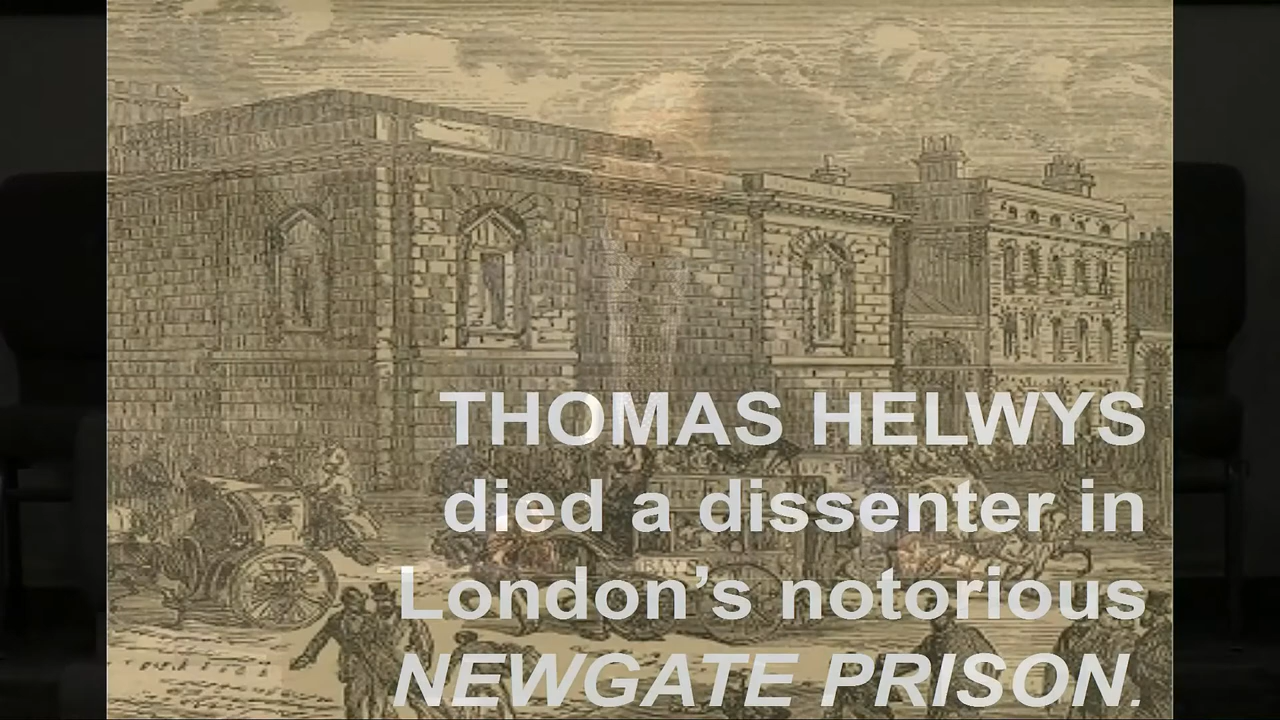 THOMAS HELWYS
died a dissenter in
London’s notorious
NEWGATE PRISON.